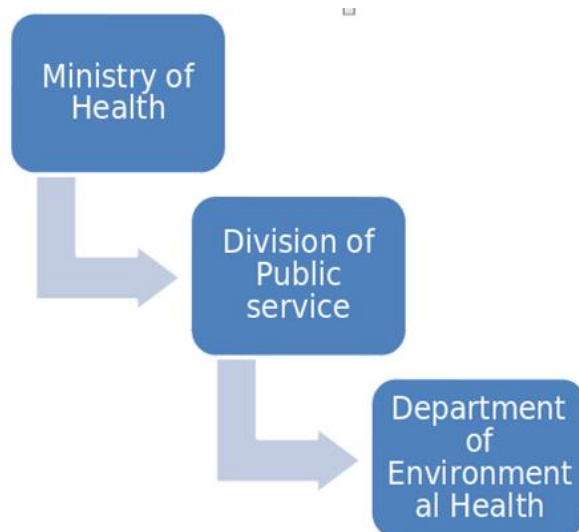 Ministry of
Health
Division of
Public
service
Department
of
Environment
al Health